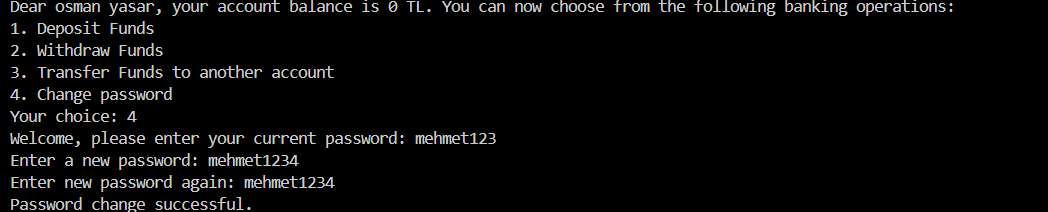 Dear osman yasar, your account balance is 0 TL. You can now choose from the following banking operations:
1. Deposit Funds
2. Withdraw Funds
3. Transfer Funds to another account
4. Change password
Your choice: 4
Welcome, please enter your current password: mehmet123
Enter a new password: mehmet1234
Enter new password again: mehmet1234
Password change successful.